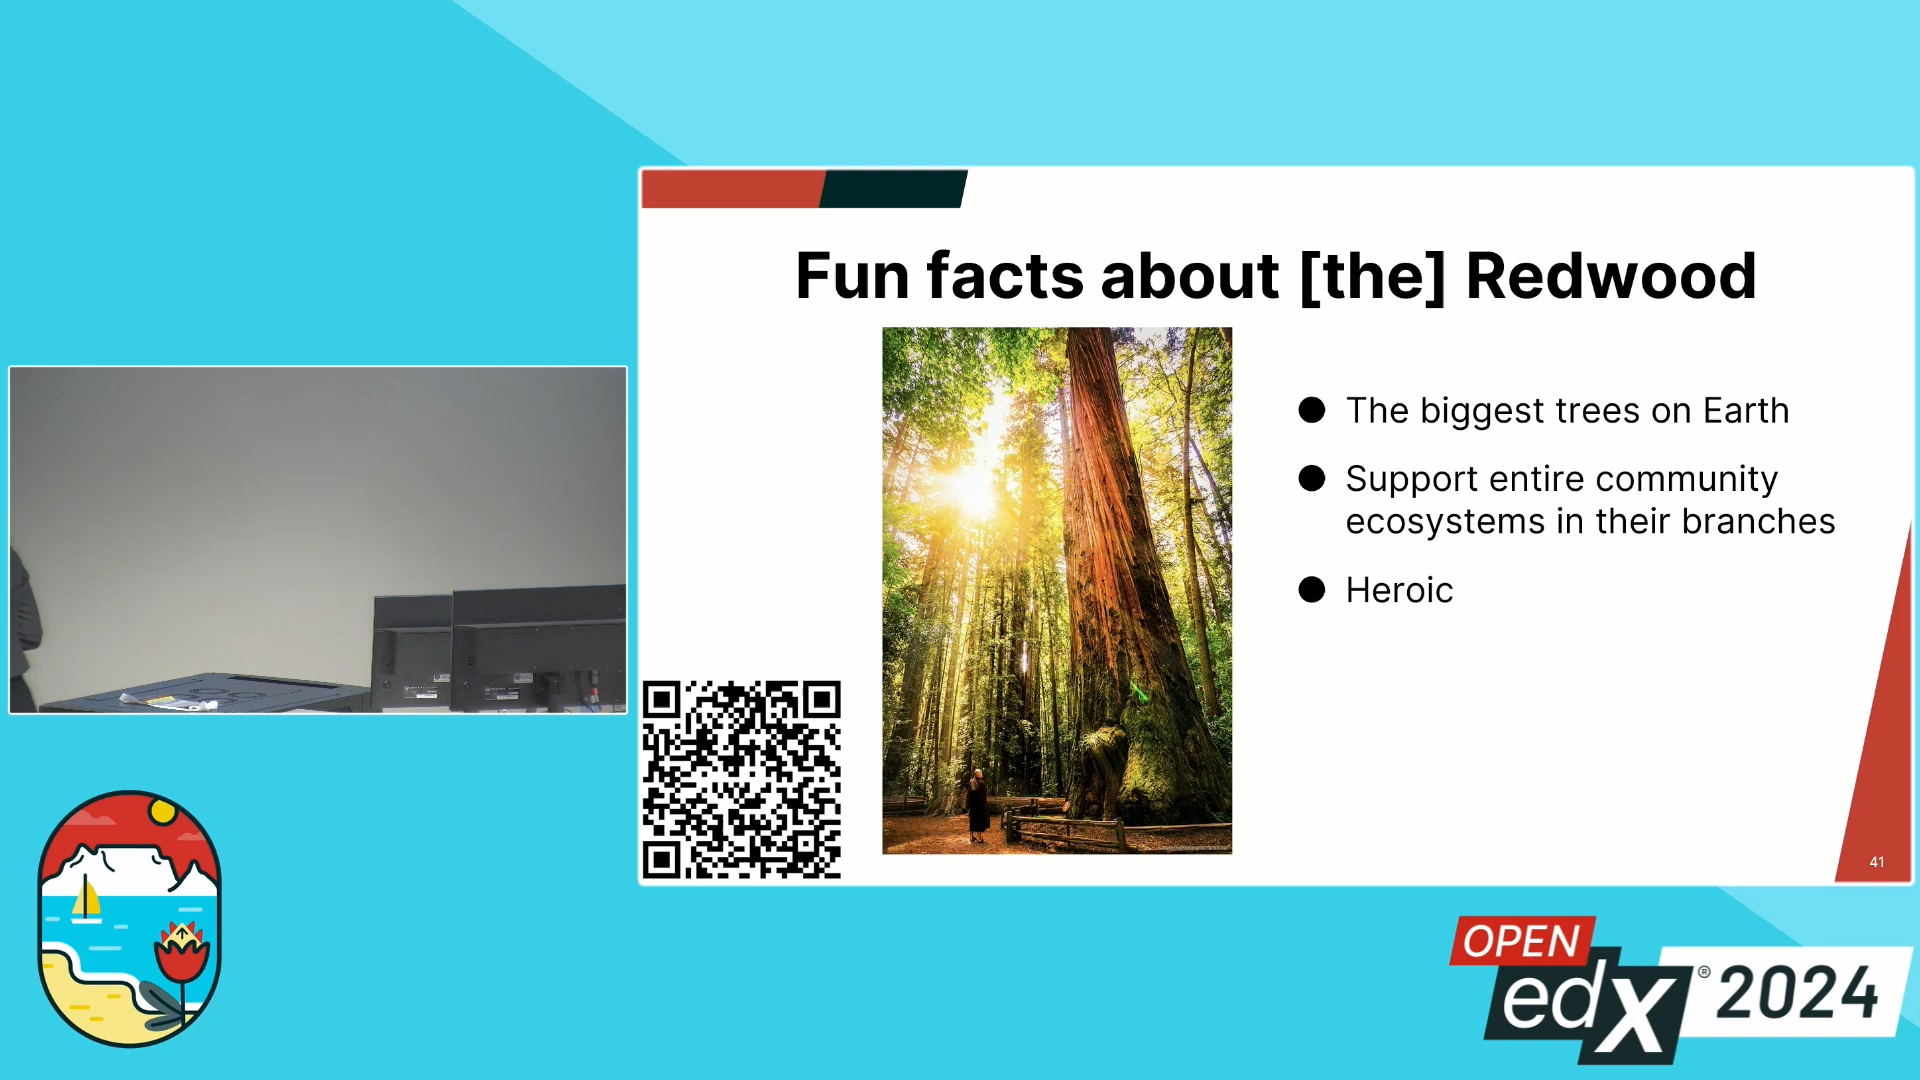 Fun facts about [the] Redwood
● The biggest trees on Earth
● Support entire community
ecosystems in their branches
● Heroic
41
OPEN
edX ® 2024